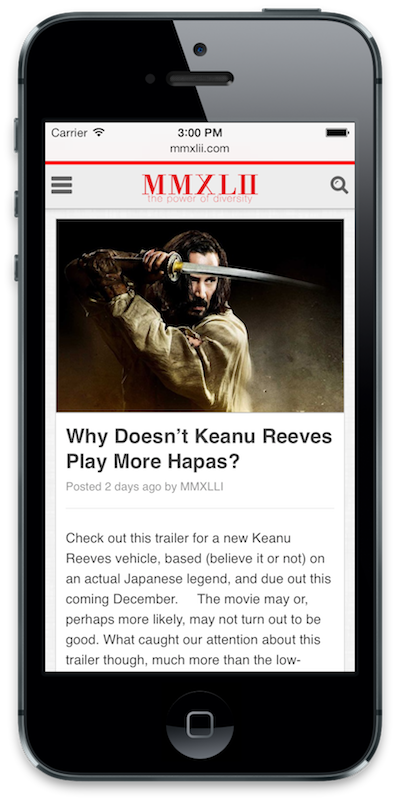 Carrier 3:00 PM
mmxlii.com
MMXLII
the power of diversity
Why Doesn’t Keanu Reeves
Play More Hapas?
Posted 2 days ago by MMXLLI
Check out this trailer for a new Keanu
Reeves vehicle, based (believe it or not) on
an actual Japanese legend, and due out this
coming December. The movie may or,
perhaps more likely, may not turn out to be
good. What caught our attention about this
trailer though, much more than the low-